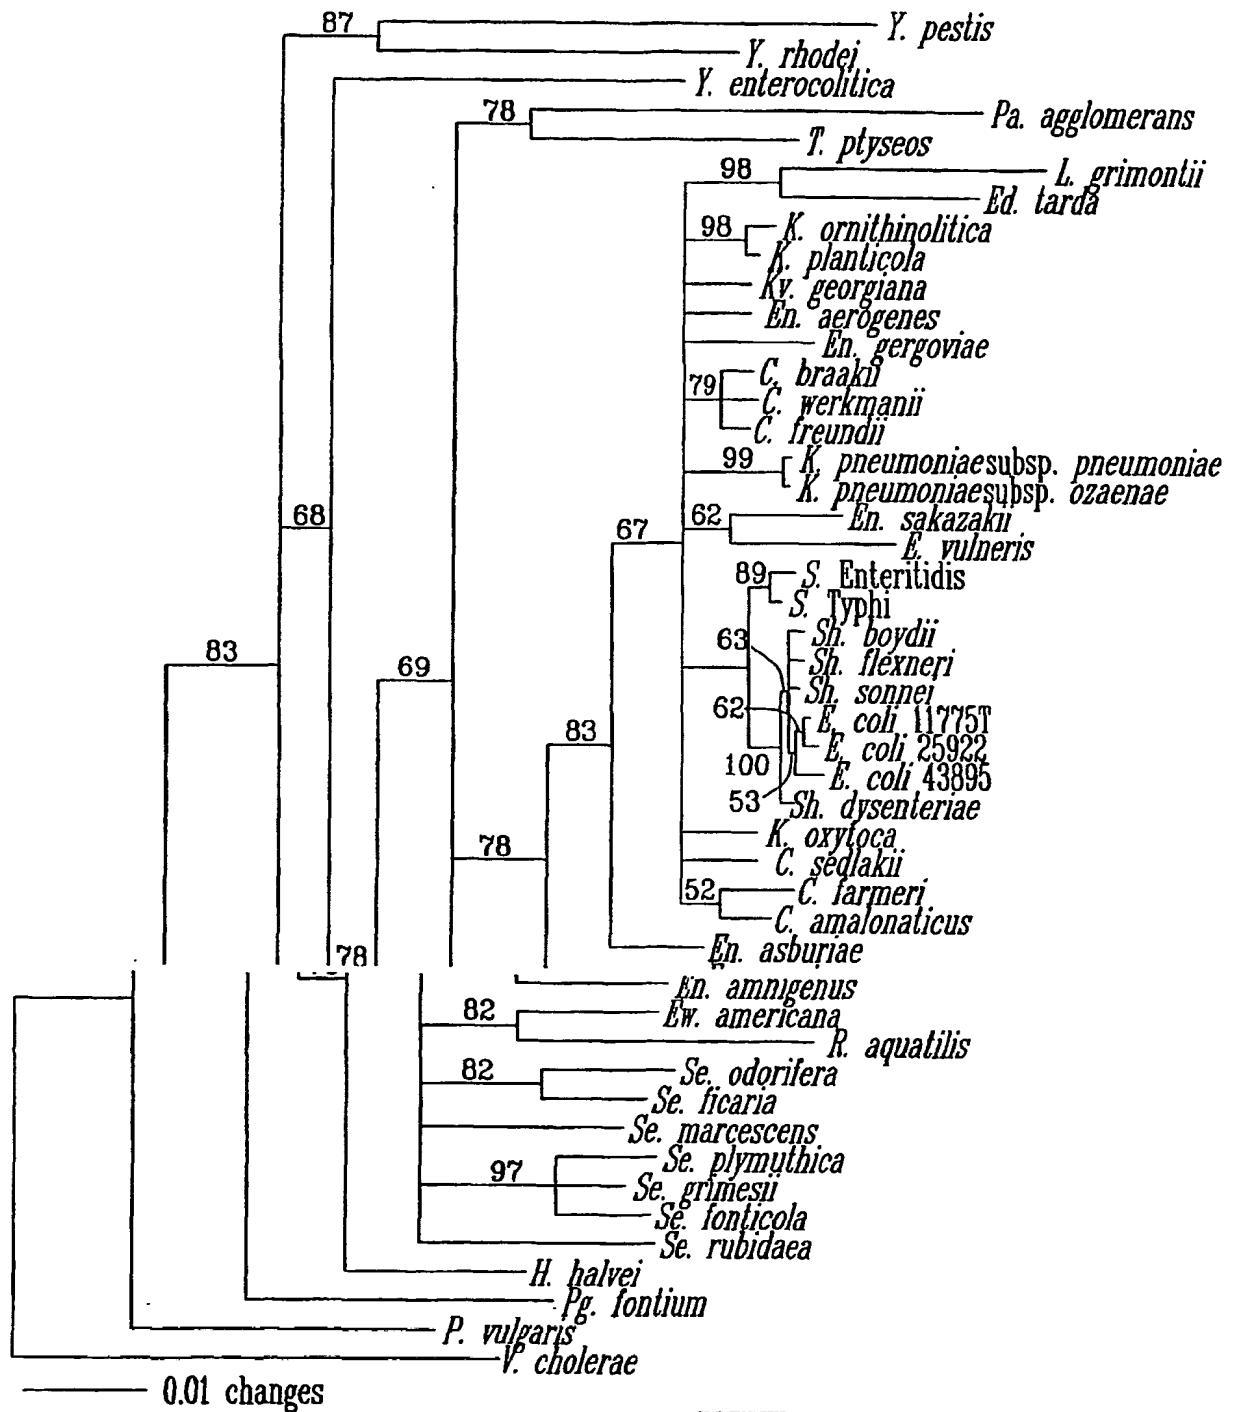 87
Y. pestis
Y. rhodei
Y. enterocolitica
78
Pa. agglomerans
T. ptyseos
98
L. grimontii
Ed. tarda
98
K. ornithinolitica
K. planticola
Kv. georgiana
En. aerogenes
En. gergoviae
79
C. braakii
C. werkmanii
C. freundii
99
K. pneumoniae subsp. pneumoniae
K. pneumoniae subsp. ozaenae
68
67
62
En. sakazakii
E. vulneris
89
S. Enteritidis
S. Typhi
63
Sh. boydii
Sh. flexneri
83
69
Sh. sonnei
62
E. coli 11775T
83
E. coli 25922
100
E. coli 43895
53
Sh. dysenteriae
78
K. oxytoca
C. sedlakii
52
C. farmeri
C. amalonaticus
78
En. asburiae
En. amnigenus
82
Ew. americana
R. aquatilis
82
Se. odorifera
Se. ficaria
Se. marcescens
97
Se. plymuthica
Se. grimesii
Se. fonticola
Se. rubidaea
H. halvei
Pg. fontium
P. vulgaris
V. cholerae
0.01 changes